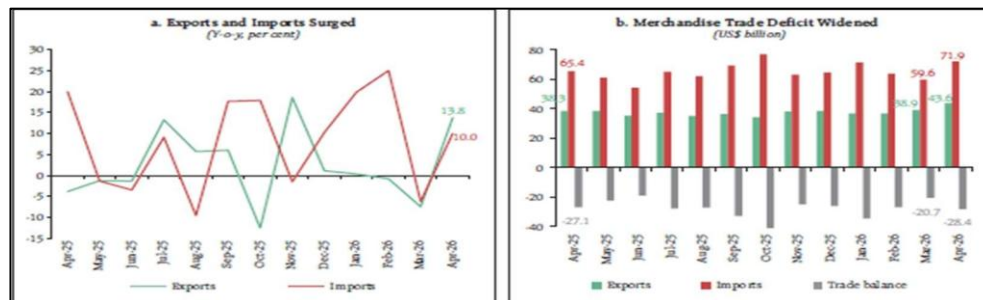 a. Exports and Imports Surged
(Y-o-y, per cent)
30
25
20
15
10
5
0
-5
-10
-15
13.8
10.0
Apr-25
May-25
Jun-25
Jul-25
Aug-25
Sep-25
Oct-25
Nov-25
Dec-25
Jan-26
Feb-26
Mar-26
Apr-26
Exports
Imports
b. Merchandise Trade Deficit Widened
(US$ billion)
80
60
40
20
0
-20
-40
65.4
38.3
59.6
71.9
38.9
43.6
-27.1
-20.7
-28.4
Apr-25
May-25
Jun-25
Jul-25
Aug-25
Sep-25
Oct-25
Nov-25
Dec-25
Jan-26
Feb-26
Mar-26
Apr-26
Exports
Imports
Trade balance